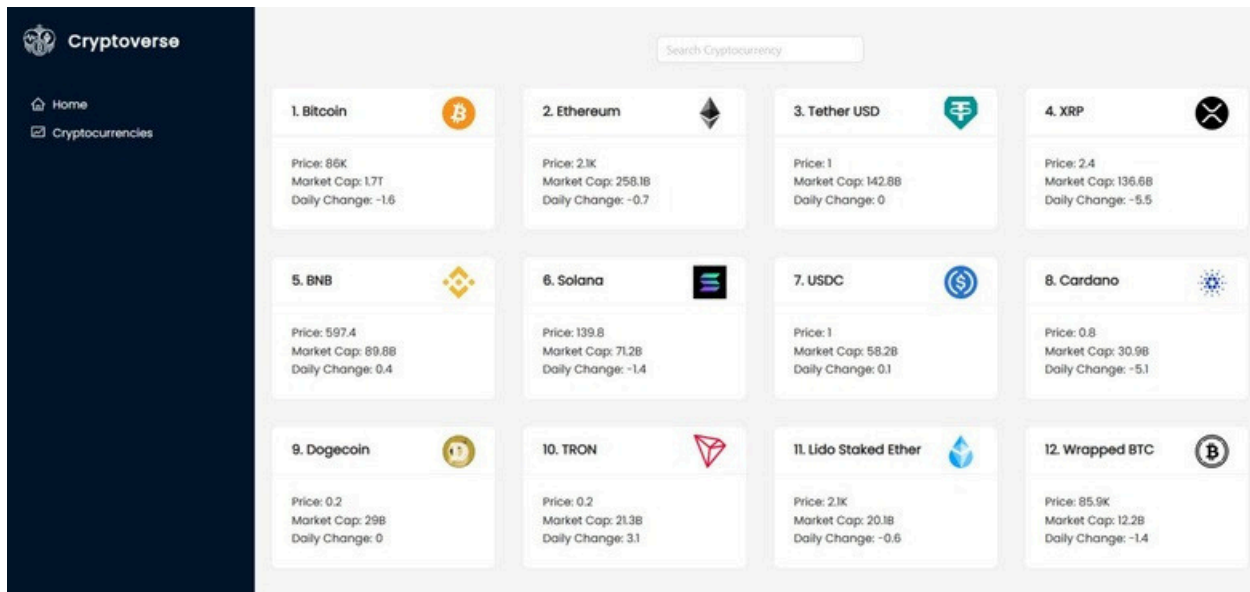 Cryptoverse
Home
Cryptocurrencies
Search Cryptocurrency
1. Bitcoin
Price: 86K
Market Cap: 1.7T
Daily Change: -1.6
2. Ethereum
Price: 2.1K
Market Cap: 258.1B
Daily Change: -0.7
3. Tether USD
Price: 1
Market Cap: 142.8B
Daily Change: 0
4. XRP
Price: 2.4
Market Cap: 136.6B
Daily Change: -5.5
5. BNB
Price: 597.4
Market Cap: 89.8B
Daily Change: 0.4
6. Solana
Price: 139.8
Market Cap: 71.2B
Daily Change: -1.4
7. USDC
Price: 1
Market Cap: 58.2B
Daily Change: 0.1
8. Cardano
Price: 0.8
Market Cap: 30.9B
Daily Change: -5.1
9. Dogecoin
Price: 0.2
Market Cap: 29B
Daily Change: 0
10. TRON
Price: 0.2
Market Cap: 21.3B
Daily Change: 3.1
11. Lido Staked Ether
Price: 2.1K
Market Cap: 20.1B
Daily Change: -0.6
12. Wrapped BTC
Price: 85.9K
Market Cap: 12.2B
Daily Change: -1.4